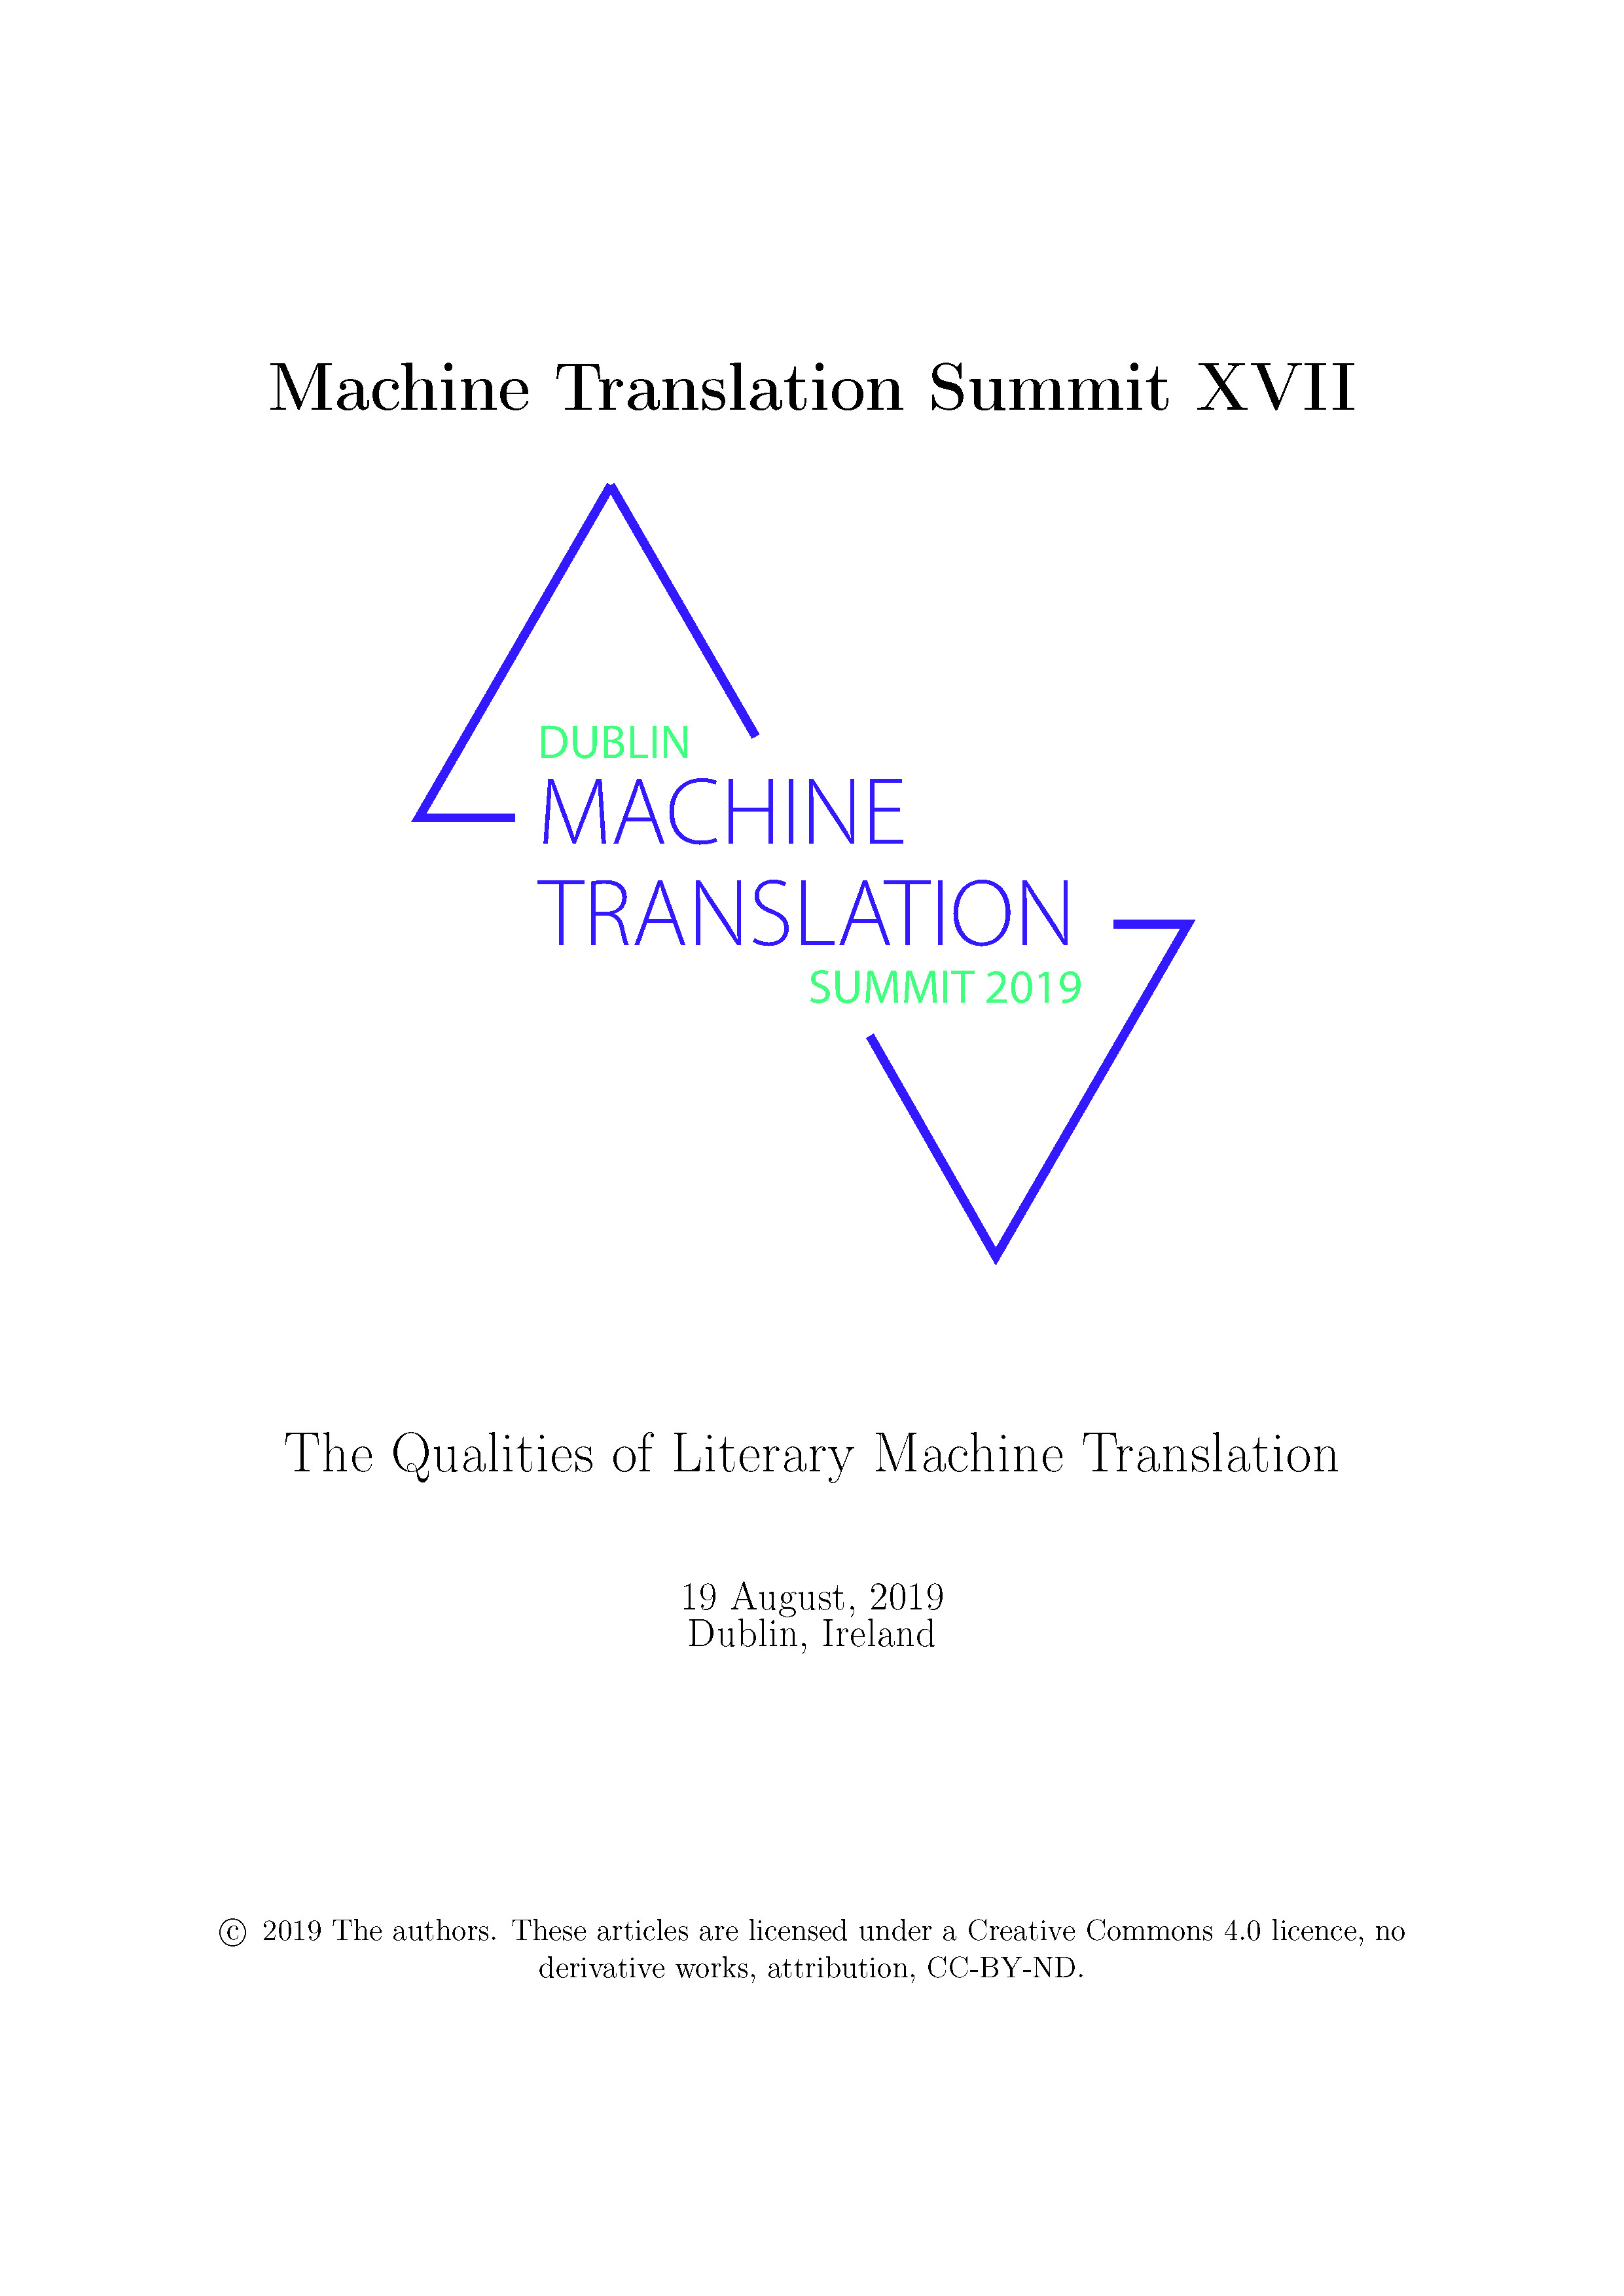 Machine Translation Summit XVII
DUBLIN
MACHINE
TRANSLATION
SUMMIT 2019
The Qualities of Literary Machine Translation
19 August, 2019
Dublin, Ireland
© 2019 The authors. These articles are licensed under a Creative Commons 4.0 licence, no
derivative works, attribution, CC-BY-ND.